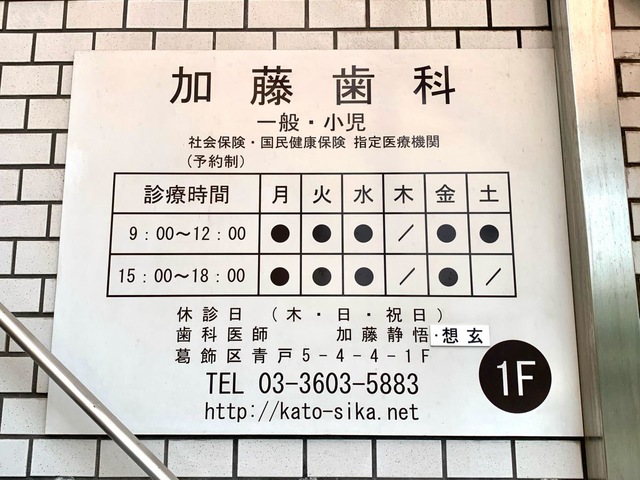 加藤歯科
一般・小児
社会保険・国民健康保険 指定医療機関
(予約制)
診療時間 月 火 水 木 金 土
9:00～12:00 ● ● ● ／ ● ●
15:00～18:00 ● ● ● ／ ● ／
休診日 (木・日・祝日)
歯科医師 加藤静悟・想玄
葛飾区青戸5-4-4-1F
TEL 03-3603-5883
http://kato-sika.net
1F